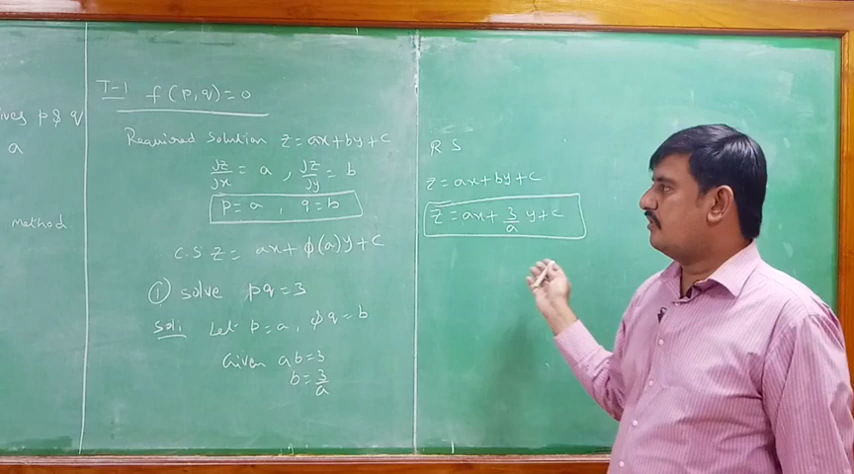 ives p & q
a
method
T-1 f(p,q)=0
Required Solution z=ax+by+c
∂z/∂x = a , ∂z/∂y = b
p=a , q=b
C.S z = ax+ φ(a)y+c
① solve pq=3
Sol: Let p=a, & q=b
Given ab=3
b=3/a
R S
z=ax+by+c
z=ax+3/a y+c